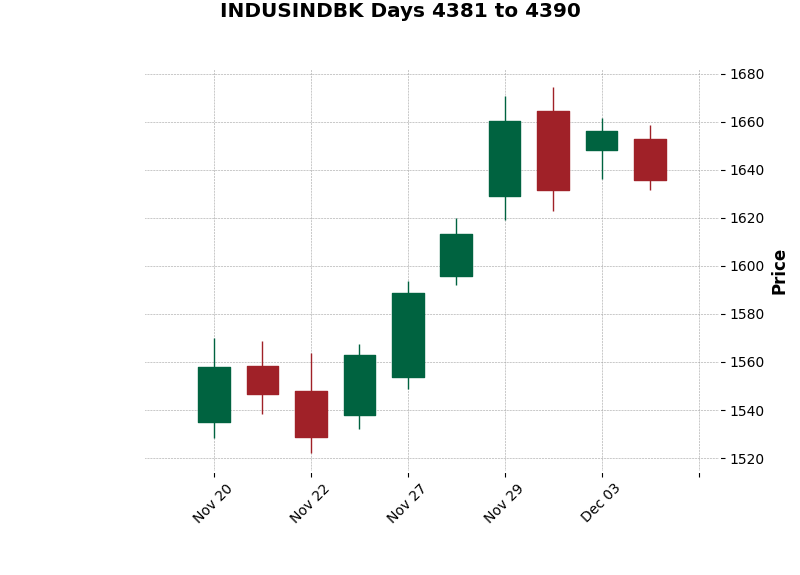 INDUSINDBK Days 4381 to 4390
1680
1660
1640
1620
1600
1580
1560
1540
1520
Price
Nov 20
Nov 22
Nov 27
Nov 29
Dec 03